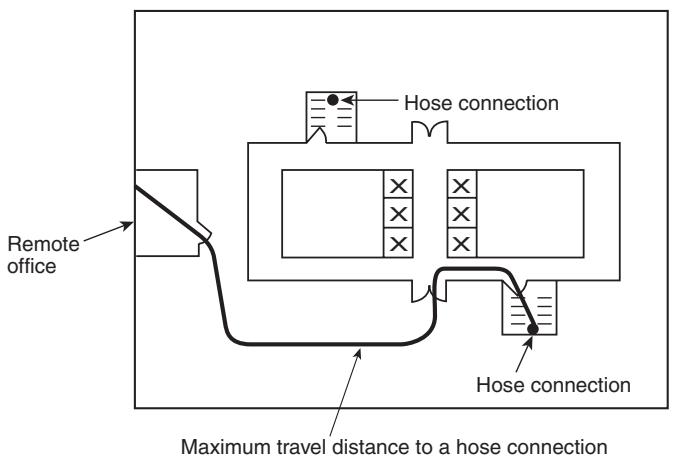 Hose connection
X X
X X
X X
Remote
office
Hose connection
Maximum travel distance to a hose connection